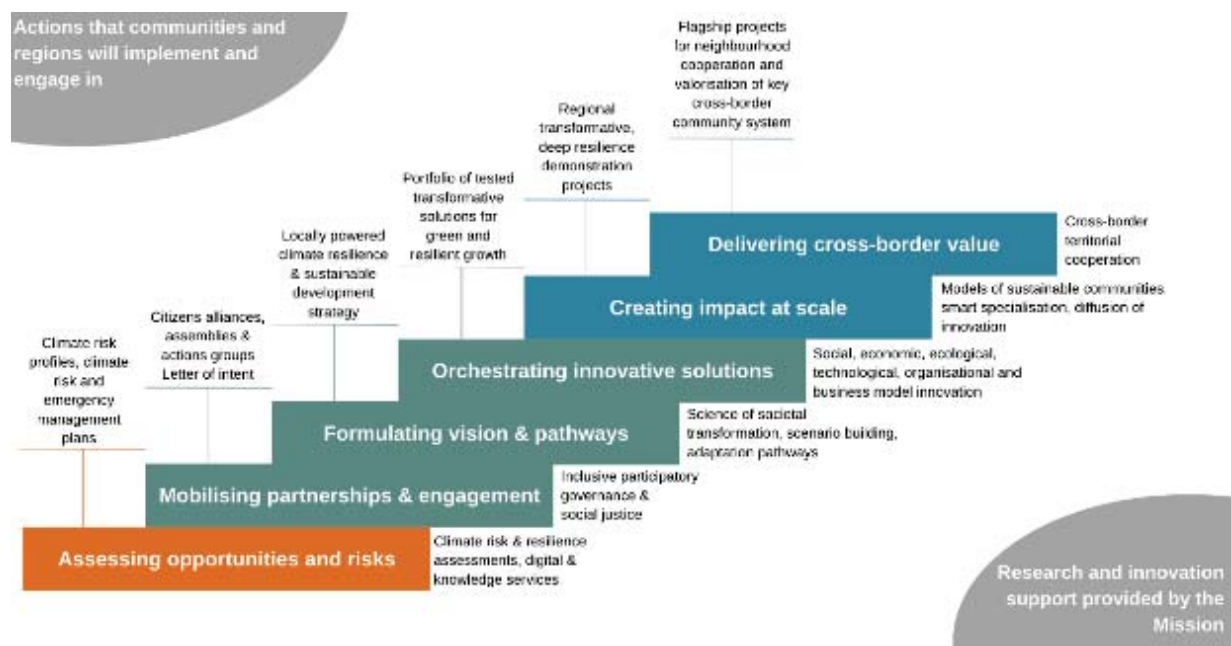 Actions that communities and
regions will implement and
engage in
Flagship projects
for neighbourhood
cooperation and
valorisation of key
cross-border
community system
Regional
transformative,
deep resilience
demonstration
projects
Portfolio of tested
transformative
solutions for
green and
resilient growth
Locally powered
climate resilience
& sustainable
development
strategy
Citizens alliances,
assemblies &
actions groups
Letter of intent
Climate risk
profiles, climate
risk and
emergency
management
plans
Delivering cross-border value
Cross-border
territorial
cooperation
Creating impact at scale
Models of sustainable communities
smart specialisation, diffusion of
innovation
Orchestrating innovative solutions
Social, economic, ecological,
technological, organisational and
business model innovation
Formulating vision & pathways
Science of societal
transformation, scenario building,
adaptation pathways
Mobilising partnerships & engagement
Inclusive participatory
governance &
social justice
Assessing opportunities and risks
Climate risk & resilience
assessments, digital &
knowledge services
Research and innovation
support provided by the
Mission